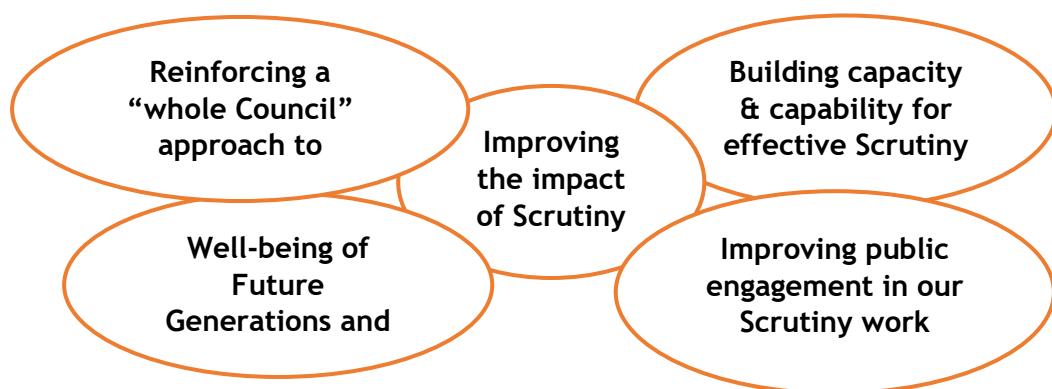 Reinforcing a
“whole Council”
approach to
Building capacity
& capability for
effective Scrutiny
Improving
the impact
of Scrutiny
Well-being of
Future
Generations and
Improving public
engagement in our
Scrutiny work